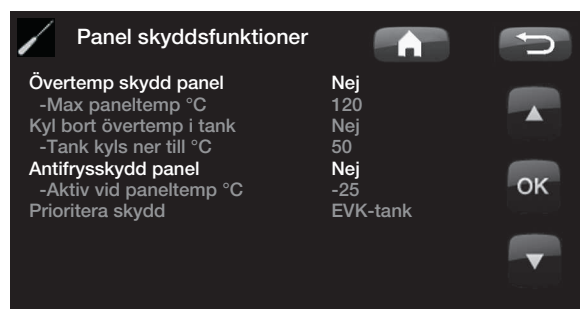 Panel skyddsfunktioner
Övertemp skydd panel Nej
-Max paneltemp °C 120
Kyl bort övertemp i tank Nej
-Tank kyls ner till °C 50
Antifrysskydd panel Nej
-Aktiv vid paneltemp °C -25
Prioritera skydd EVK-tank
OK